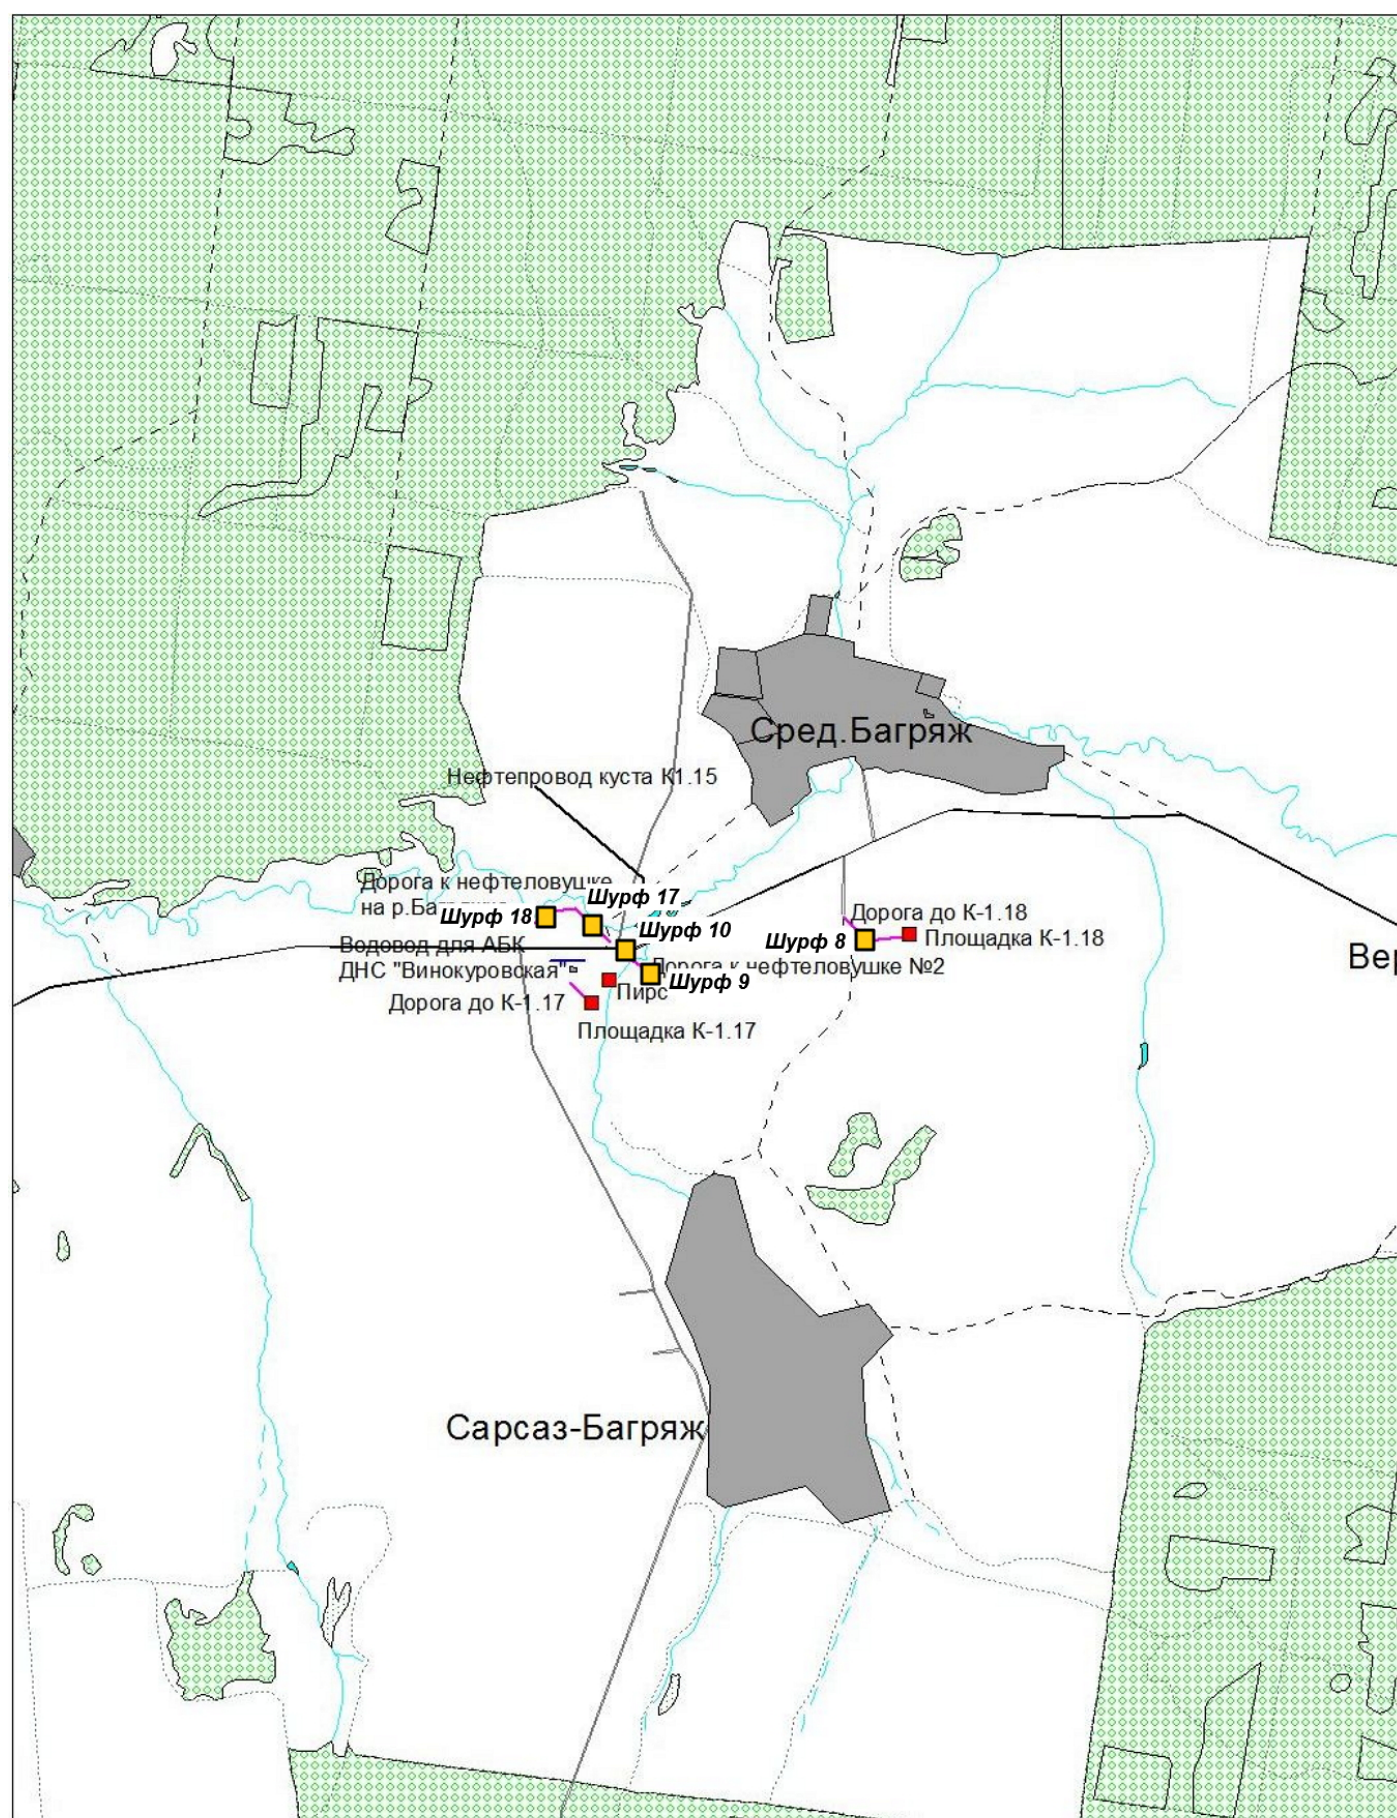 Сред.Багряж
Нефтепровод куста К1.15
Дорога к нефтеловушке
на р.
Шурф 17
Шурф 18
Шурф 10
Дорога до К-1.18
Шурф 8
Площадка К-1.18
Водовод для АБК
ДНС "Винокуровская"
Дорога к нефтеловушке №2
Шурф 9
Пирс
Дорога до К-1.17
Площадка К-1.17
Вер
Сарсаз-Багряж